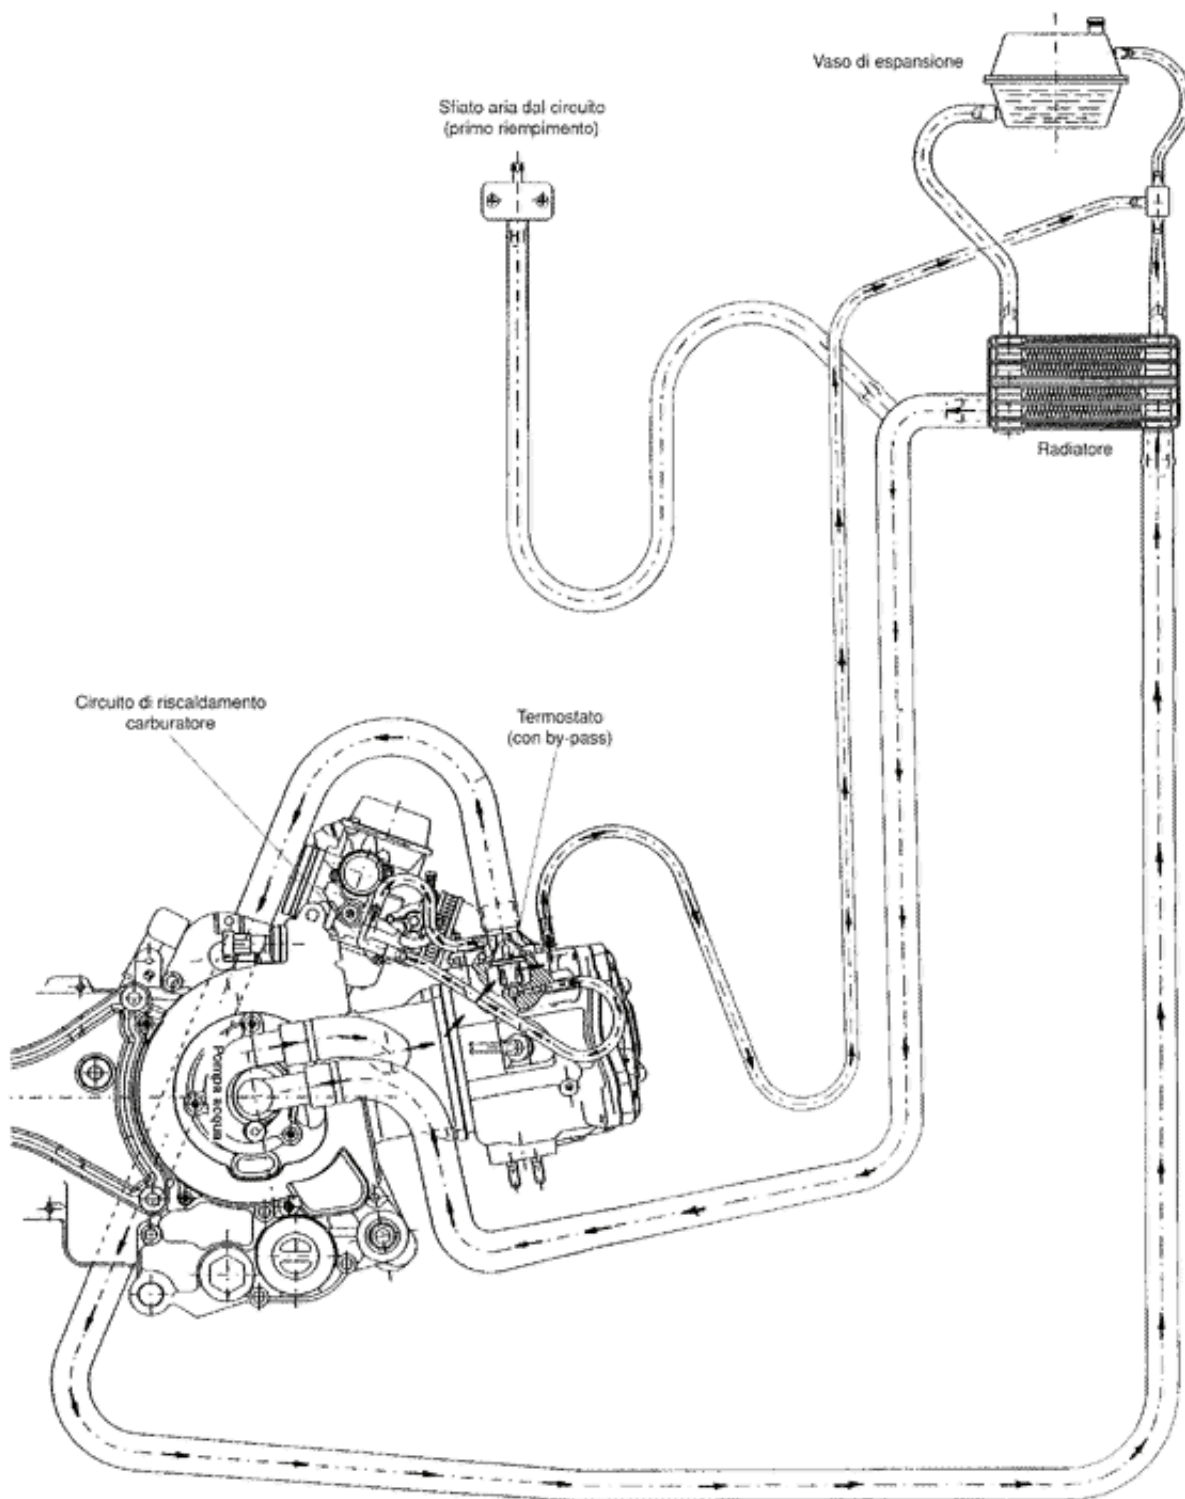 Vaso di espansione
Sfiato aria dal circuito
(primo riempimento)
Radiatore
Circuito di riscaldamento
carburatore
Termostato
(con by-pass)
Pompa acqua